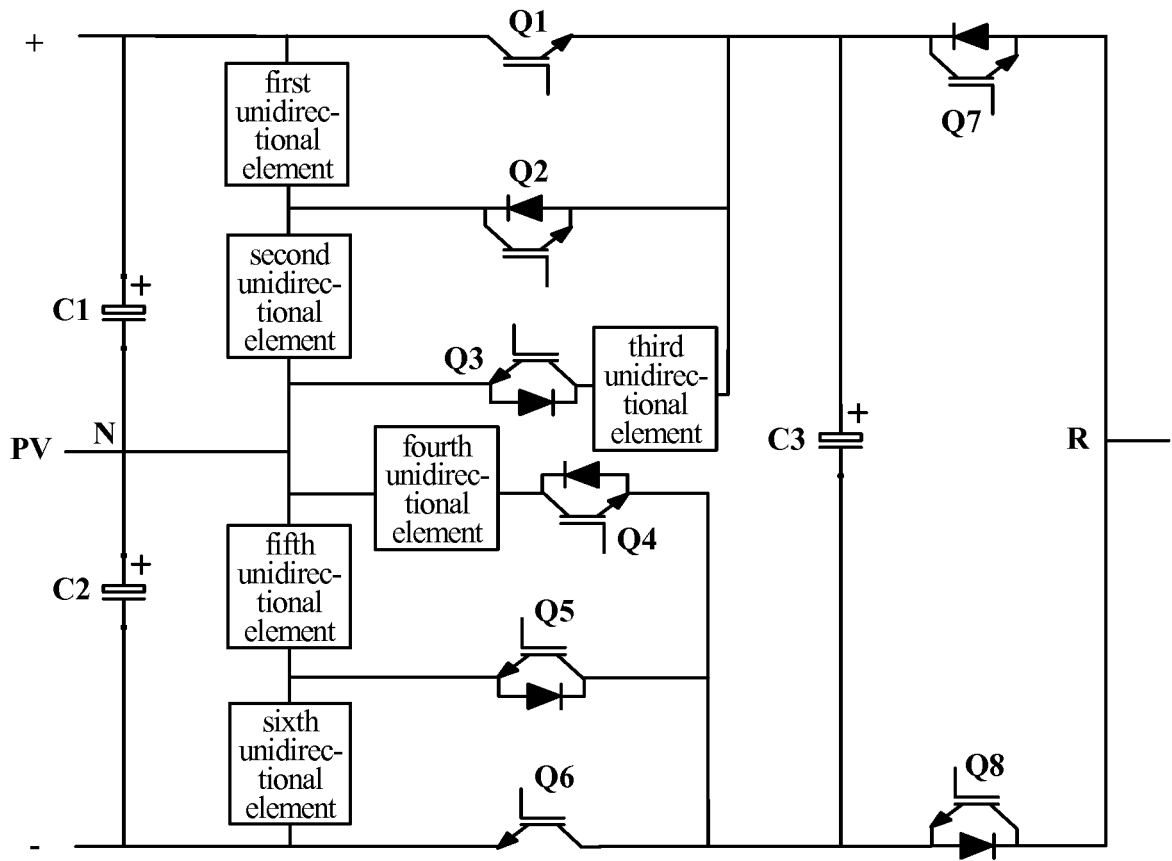 +
Q1
first
unidirec-
tional
element
Q7
Q2
second
unidirec-
tional
element
+
C1
Q3
third
unidirec-
tional
element
+
C3
R
N
PV
fourth
unidirec-
tional
element
Q4
fifth
unidirec-
tional
element
+
C2
Q5
sixth
unidirec-
tional
element
Q6
Q8
-